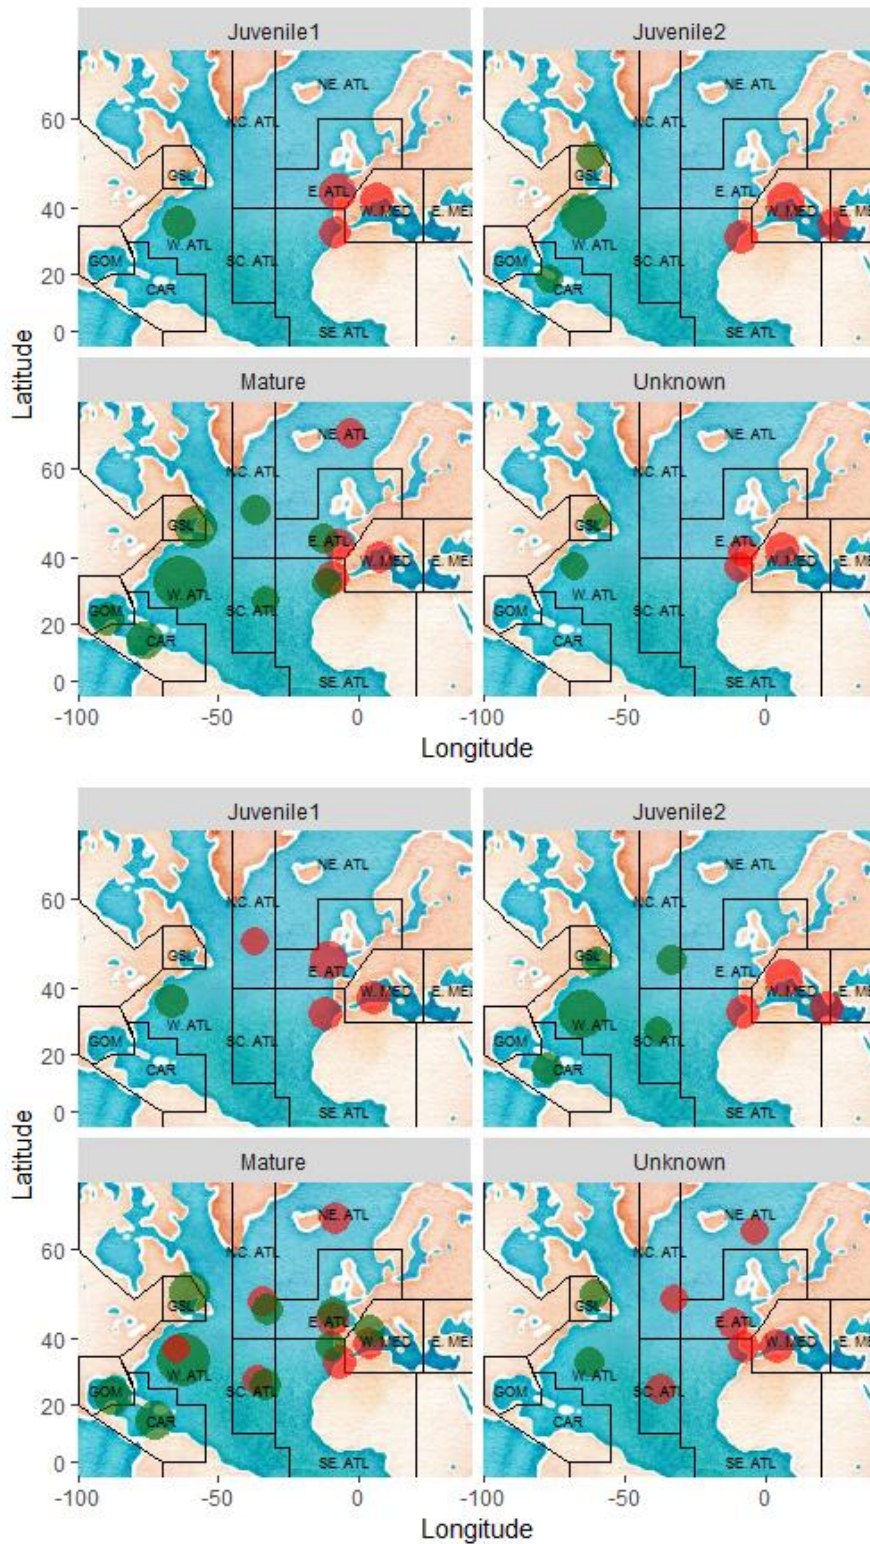 Juvenile1 Juvenile2
NE. ATL NE. ATL
60 NC. ATL NC. ATL
GSL E. ATL GSL E. ATL
40 W. MED E. MED W. MED E. ME
W. ATL W. ATL
GOM SC. ATL GOM SC. ATL
20 CAR CAR
0 SE. ATL SE. ATL
Latitude
Mature Unknown
NE. ATL NE. ATL
60 NC. ATL NC. ATL
GSL E. ATL GSL E. ATL
40 W. MED E. MED W. MED E. ME
W. ATL W. ATL
GOM SC. ATL GOM SC. ATL
20 CAR CAR
0 SE. ATL SE. ATL
-100 -50 0 -100 -50 0
Longitude
Juvenile1 Juvenile2
NE. ATL NE. ATL
60 NC. ATL NC. ATL
GSL E. ATL GSL E. ATL
40 W. MED E. MED W. MED E. ME
W. ATL W. ATL
GOM SC. ATL GOM SC. ATL
20 CAR CAR
0 SE. ATL SE. ATL
Latitude
Mature Unknown
NE. ATL NE. ATL
60 NC. ATL NC. ATL
GSL E. ATL GSL E. ATL
40 W. MED E. MED W. MED E. ME
W. ATL W. ATL
GOM SC. ATL GOM SC. ATL
20 CAR CAR
0 SE. ATL SE. ATL
-100 -50 0 -100 -50 0
Longitude